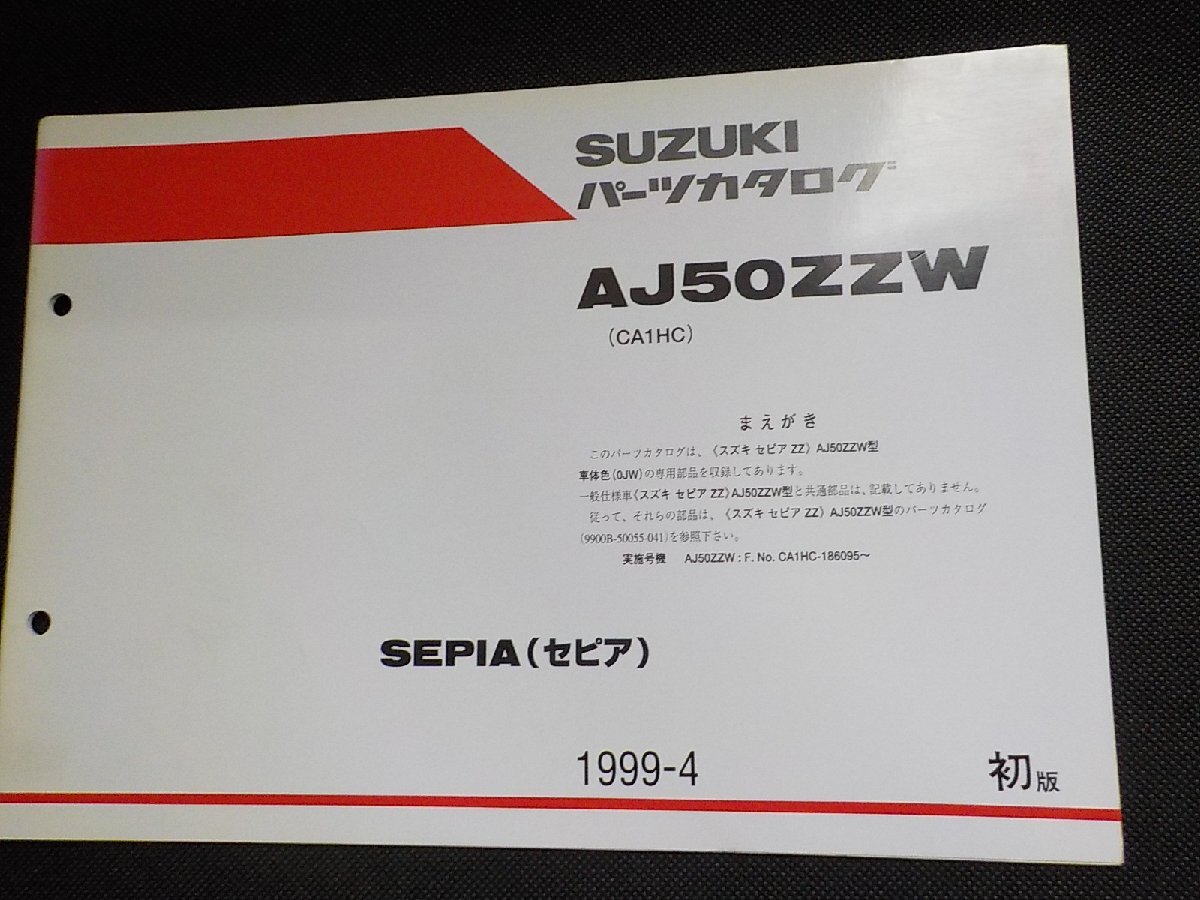 SUZUKI
パーツカタログ
AJ50ZZW
(CA1HC)
まえがき
このパーツカタログは、《スズキ セピア ZZ》AJ50ZZW型
車体色(0JW)の専用部品を収録してあります。
一般仕様車《スズキ セピア ZZ》AJ50ZZW型と共通部品は、記載してありません。
従って、それらの部品は、《スズキ セピア ZZ》AJ50ZZW型のパーツカタログ
(9900B-50055-041)を参照下さい。
実施号機 AJ50ZZW : F. No. CA1HC-186095〜
SEPIA(セピア)
1999-4
初版